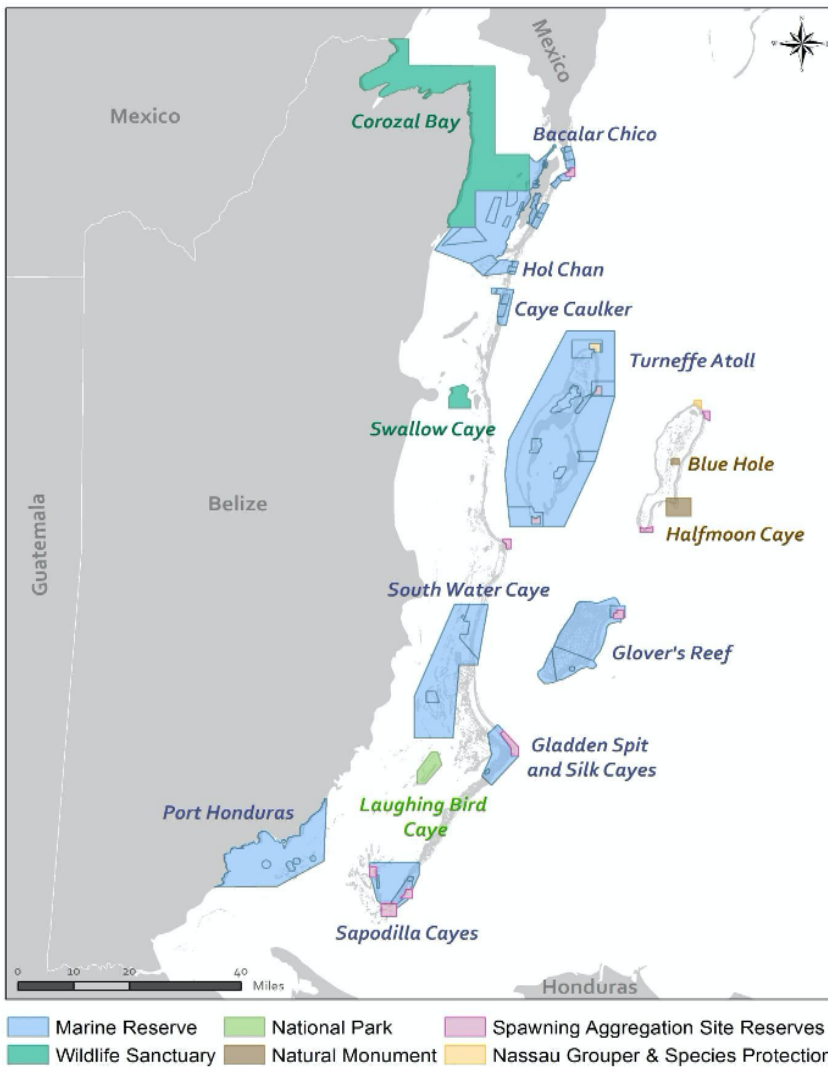 Mexico
Mexico
Corozal Bay
Bacalar Chico
Hol Chan
Caye Caulker
Turneffe Atoll
Swallow Caye
Blue Hole
Belize
Guatemala
Halfmoon Caye
South Water Caye
Glover's Reef
Gladden Spit
and Silk Cayes
Port Honduras
Laughing Bird
Caye
Sapodilla Cayes
0 10 20 40
Miles
Honduras
Marine Reserve
National Park
Spawning Aggregation Site Reserves
Wildlife Sanctuary
Natural Monument
Nassau Grouper & Species Protection